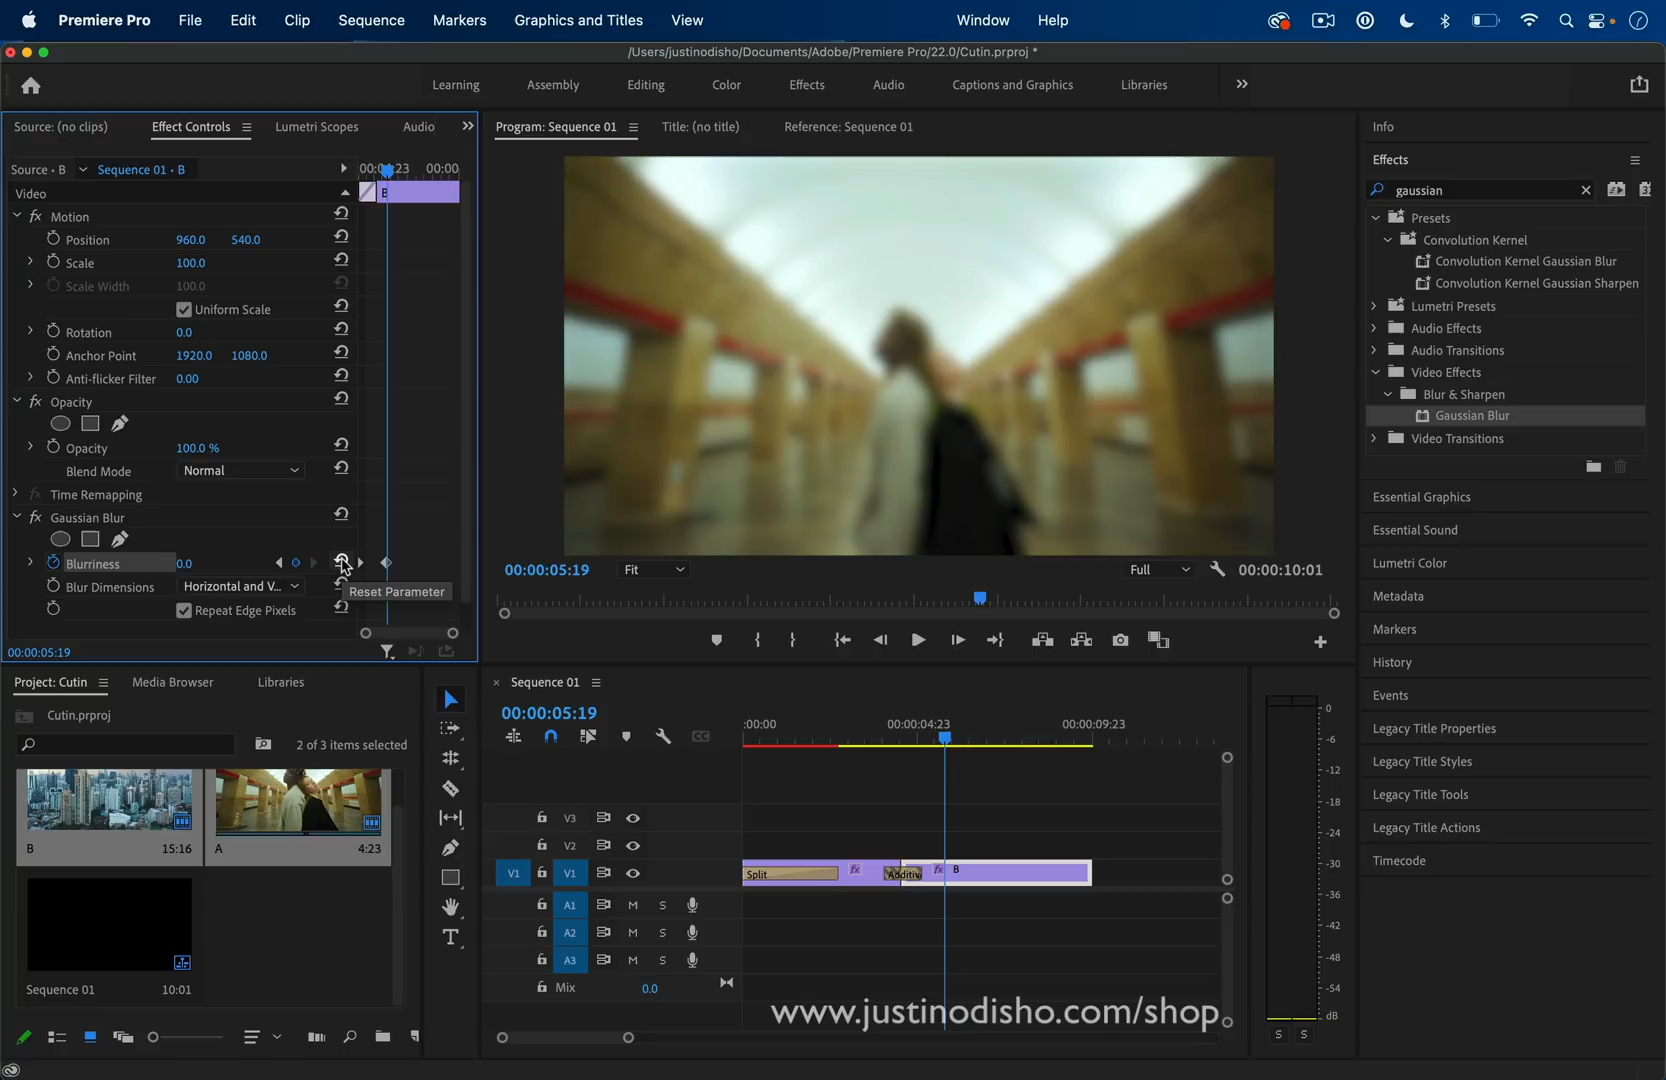 Premiere Pro File Edit Clip Sequence Markers Graphics and Titles View Window Help
/Users/justinodisho/Documents/Adobe/Premiere Pro/22.0/Cutin.prproj *
Learning Assembly Editing Color Effects Audio Captions and Graphics Libraries
Source: (no clips) Effect Controls Lumetri Scopes Audio
Source • B Sequence 01 • B
Video
B
Motion
Position 960.0 540.0
Scale 100.0
Scale Width 100.0
Uniform Scale
Rotation 0.0
Anchor Point 1920.0 1080.0
Anti-flicker Filter 0.00
fx Opacity
Opacity 100.0 %
Blend Mode Normal
fx Time Remapping
fx Gaussian Blur
Blurriness 0.0
Blur Dimensions Horizontal and V...
Reset Parameter
Repeat Edge Pixels
00:00:05:19
Program: Sequence 01 Title: (no title) Reference: Sequence 01
00:00:05:19 Fit Full 00:00:10:01
Info
Effects
gaussian
Presets
Convolution Kernel
Convolution Kernel Gaussian Blur
Convolution Kernel Gaussian Sharpen
Lumetri Presets
Audio Effects
Audio Transitions
Video Effects
Blur & Sharpen
Gaussian Blur
Video Transitions
Essential Graphics
Essential Sound
Lumetri Color
Metadata
Markers
History
Events
Legacy Title Properties
Legacy Title Styles
Legacy Title Tools
Legacy Title Actions
Timecode
Project: Cutin Media Browser Libraries
Cutin.prproj
2 of 3 items selected
B 15:16 A 4:23
Sequence 01 10:01
Sequence 01
00:00:05:19
:00:00 00:00:04:23 00:00:09:23
V3
V2
V1 V1 Split fx Additiv fx B
A1 M S
A2 M S
A3 M S
Mix 0.0
0
-6
-12
-18
-24
-30
-36
-42
-48
-54
dB
S S
www.justinodisho.com/shop